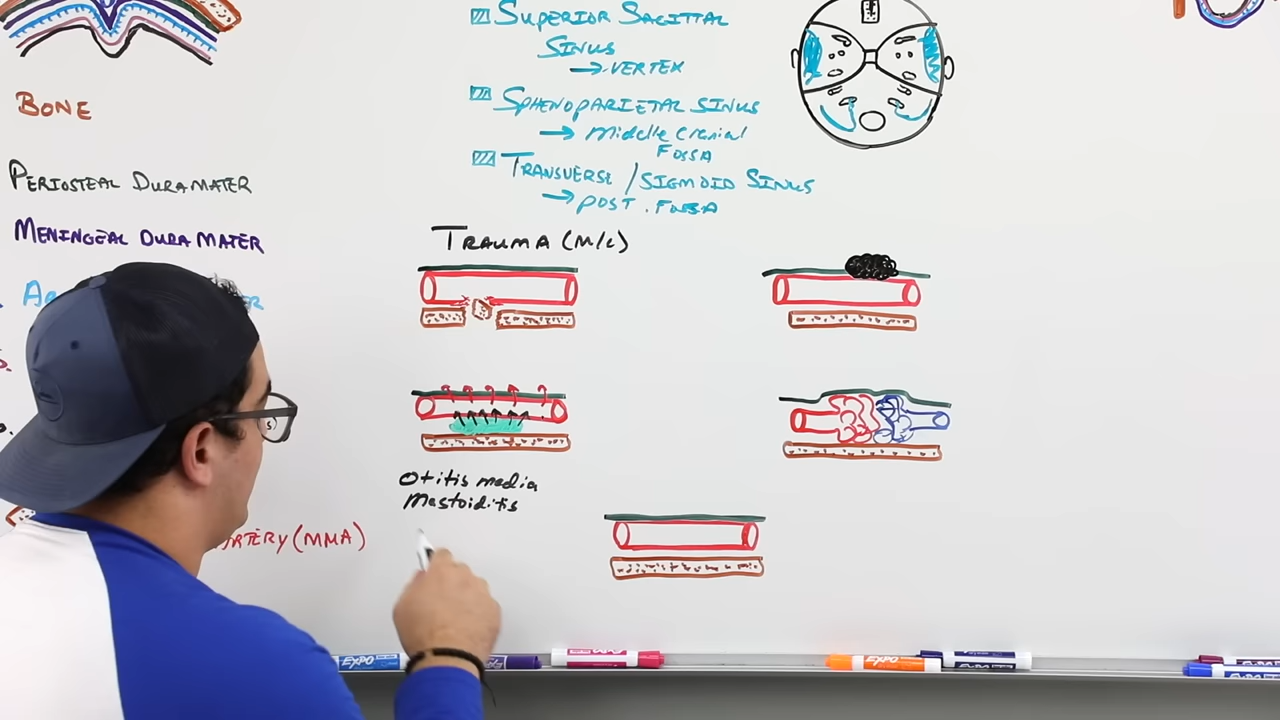 BONE
PERIOSTEAL DURA MATER
MENINGEAL DURA MATER
ARTERY (MMA)
SUPERIOR SAGITTAL
SINUS
→ VERTEX
SPHENOPARIETAL SINUS
→ Middle Cranial
FOSSA
TRANSVERSE / SIGMOID SINUS
→ POST. FOSSA
TRAUMA (M/C)
Otitis media
Mastoiditis
EXPO
EXPO
EXPO